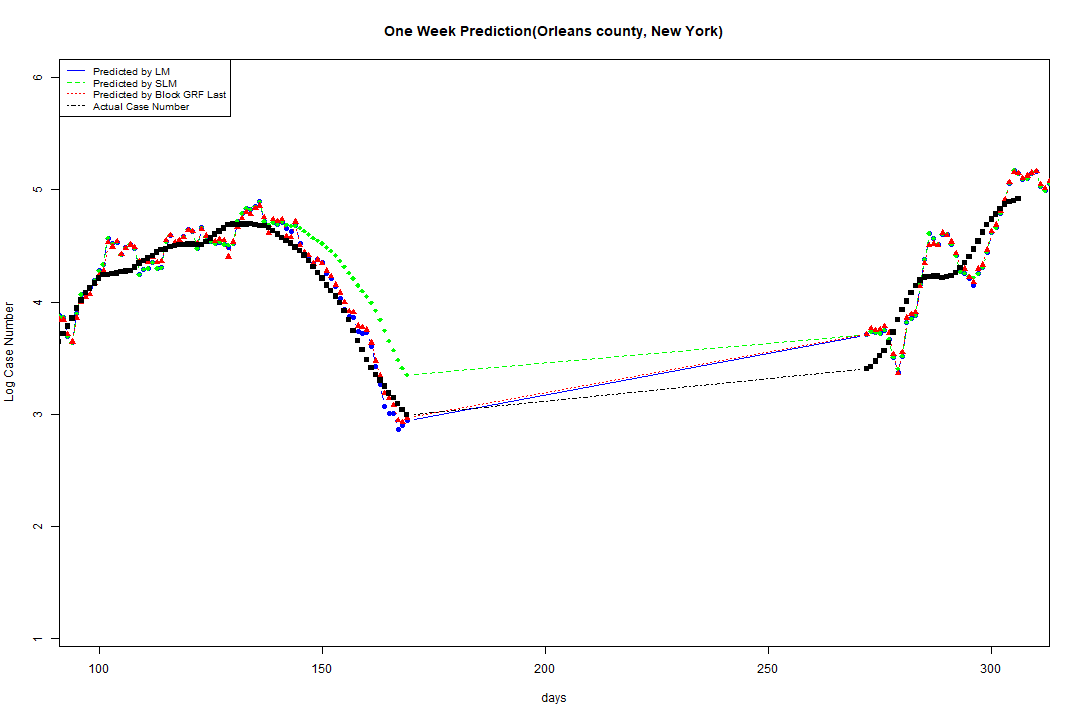 One Week Prediction(Orleans county, New York)
Predicted by LM
Predicted by SLM
Predicted by Block GRF Last
Actual Case Number
Log Case Number
6
5
4
3
2
1
100 150 200 250 300
days